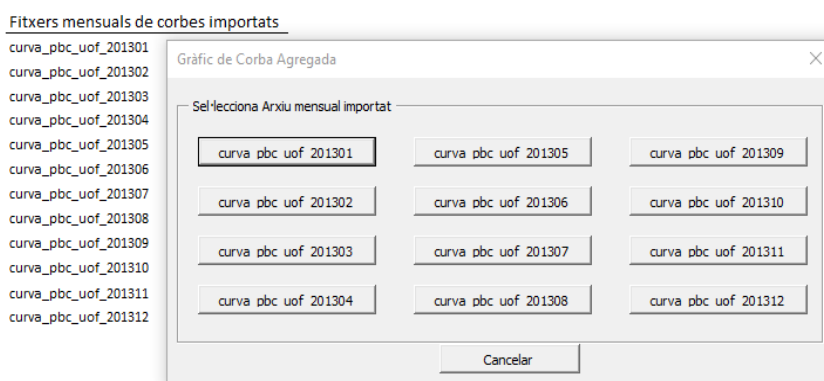 Fitxers mensuals de corbes importats
curva_pbc_uof_201301
curva_pbc_uof_201302
curva_pbc_uof_201303
curva_pbc_uof_201304
curva_pbc_uof_201305
curva_pbc_uof_201306
curva_pbc_uof_201307
curva_pbc_uof_201308
curva_pbc_uof_201309
curva_pbc_uof_201310
curva_pbc_uof_201311
curva_pbc_uof_201312
Gràfic de Corba Agregada
Sel·lecciona Arxiu mensual importat
curva pbc uof 201301 curva pbc uof 201305 curva pbc uof 201309
curva pbc uof 201302 curva pbc uof 201306 curva pbc uof 201310
curva pbc uof 201303 curva pbc uof 201307 curva pbc uof 201311
curva pbc uof 201304 curva pbc uof 201308 curva pbc uof 201312
Cancelar